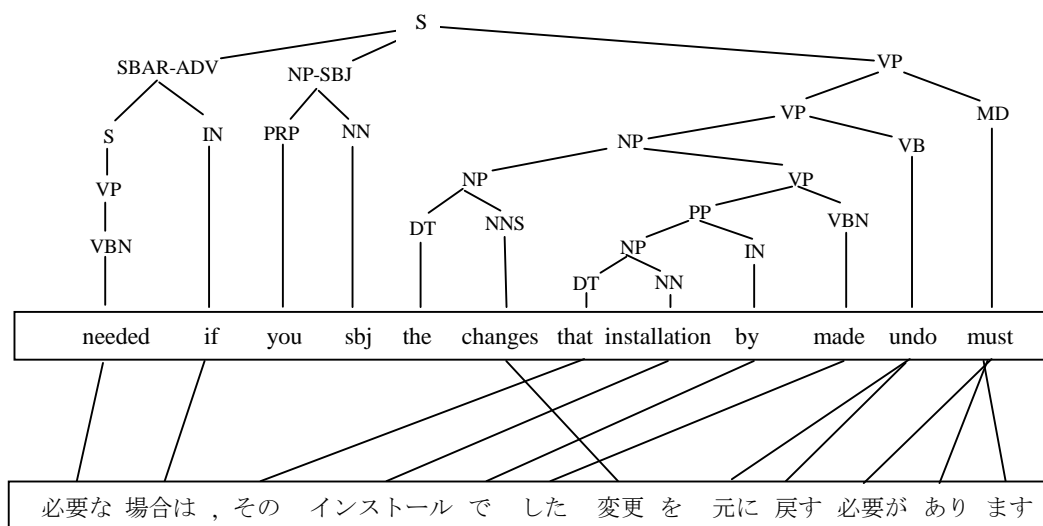 S
SBAR-ADV NP-SBJ VP
S IN PRP NN NP VP VB MD
VP NP VP
DT NNS PP VBN
VBN NP IN
DT NN
needed if you sbj the changes that installation by made undo must
必要な 場合は , その インストール で した 変更 を 元に 戻す 必要が あり ます